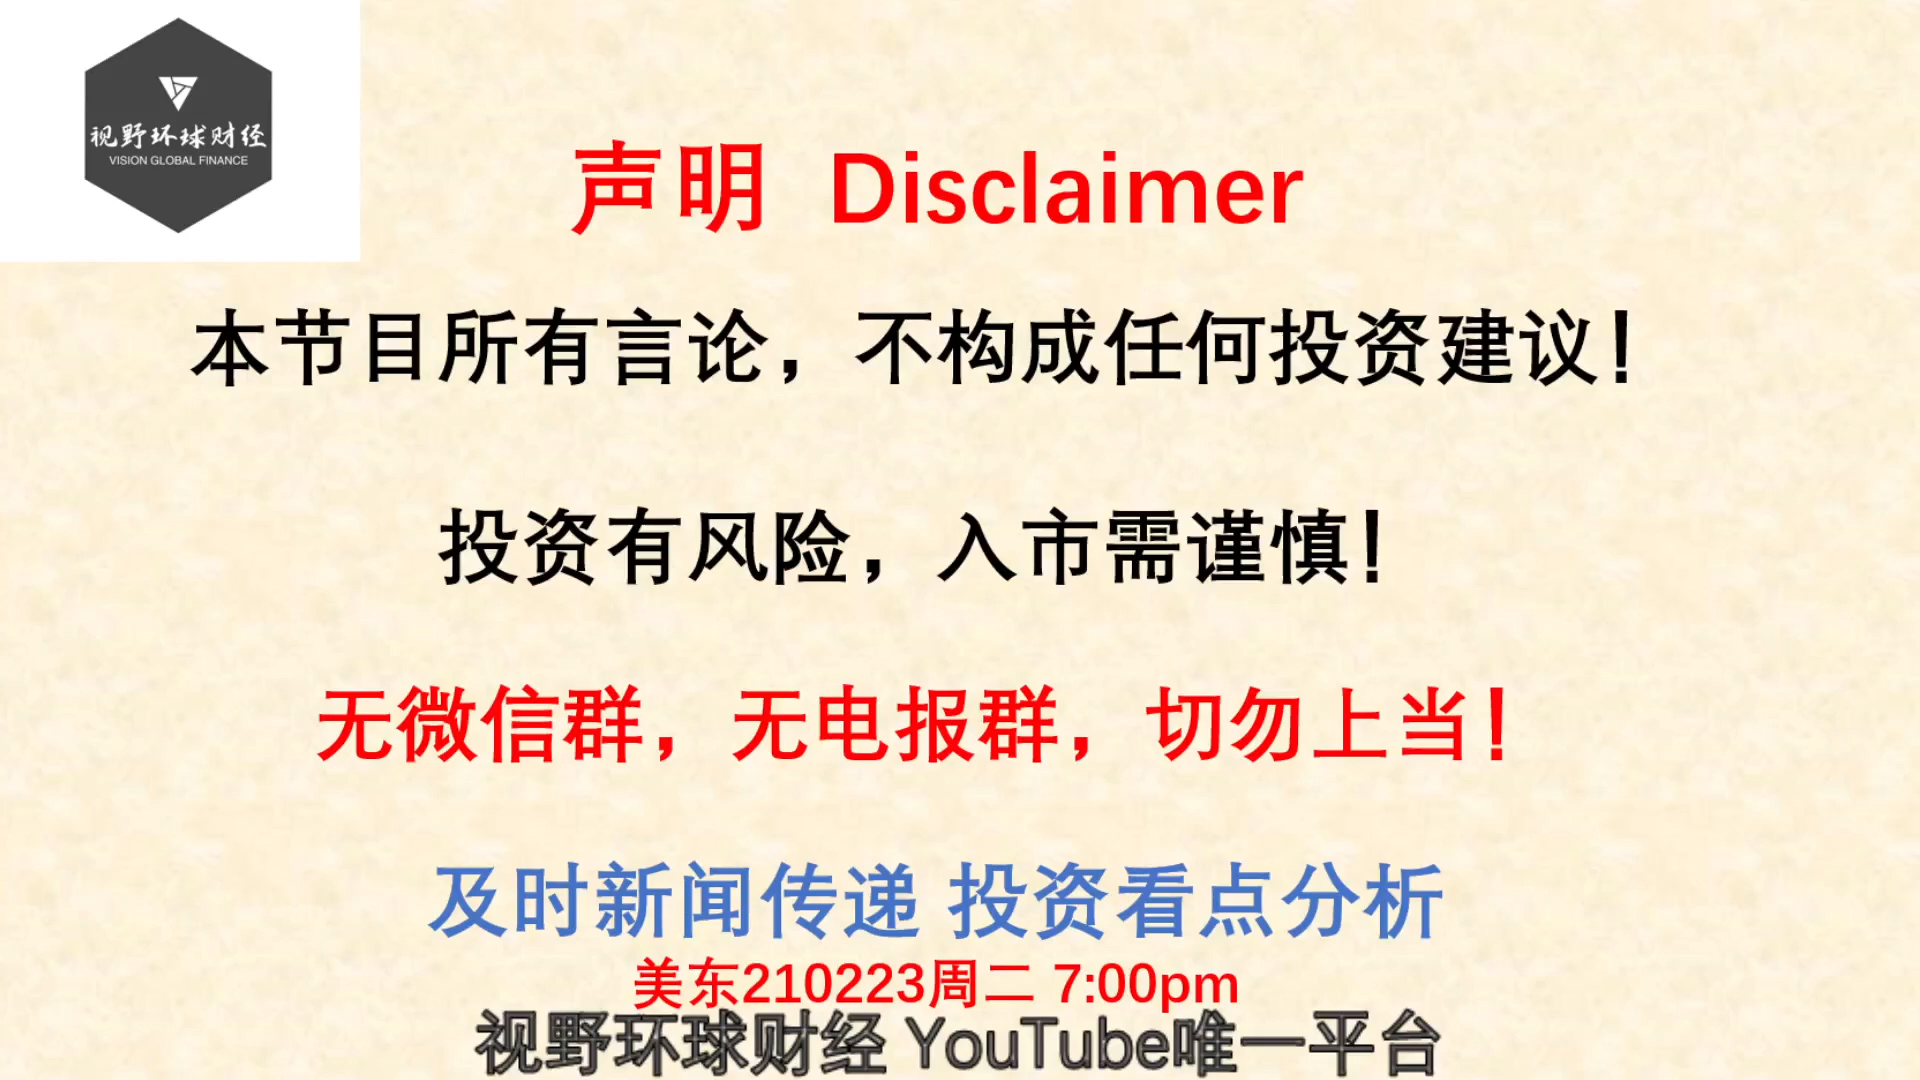 视野环球财经
VISION GLOBAL FINANCE
声明 Disclaimer
本节目所有言论，不构成任何投资建议！
投资有风险，入市需谨慎！
无微信群，无电报群，切勿上当！
及时新闻传递 投资看点分析
美东210223周二 7:00pm
视野环球财经 YouTube唯一平台